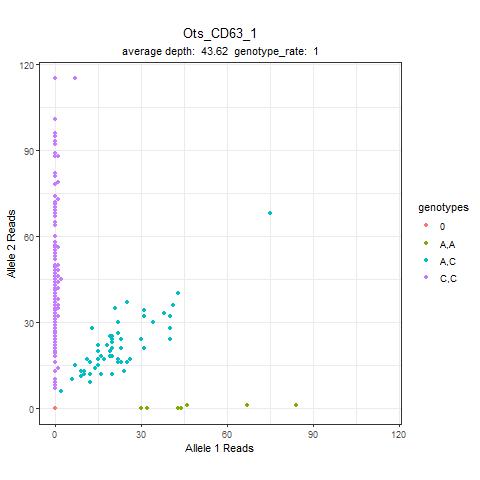 Ots_CD63_1
average depth:  43.62  genotype_rate:  1
120
90
60
30
0
Allele 2 Reads
0
30
60
90
120
Allele 1 Reads
genotypes
0
A,A
A,C
C,C